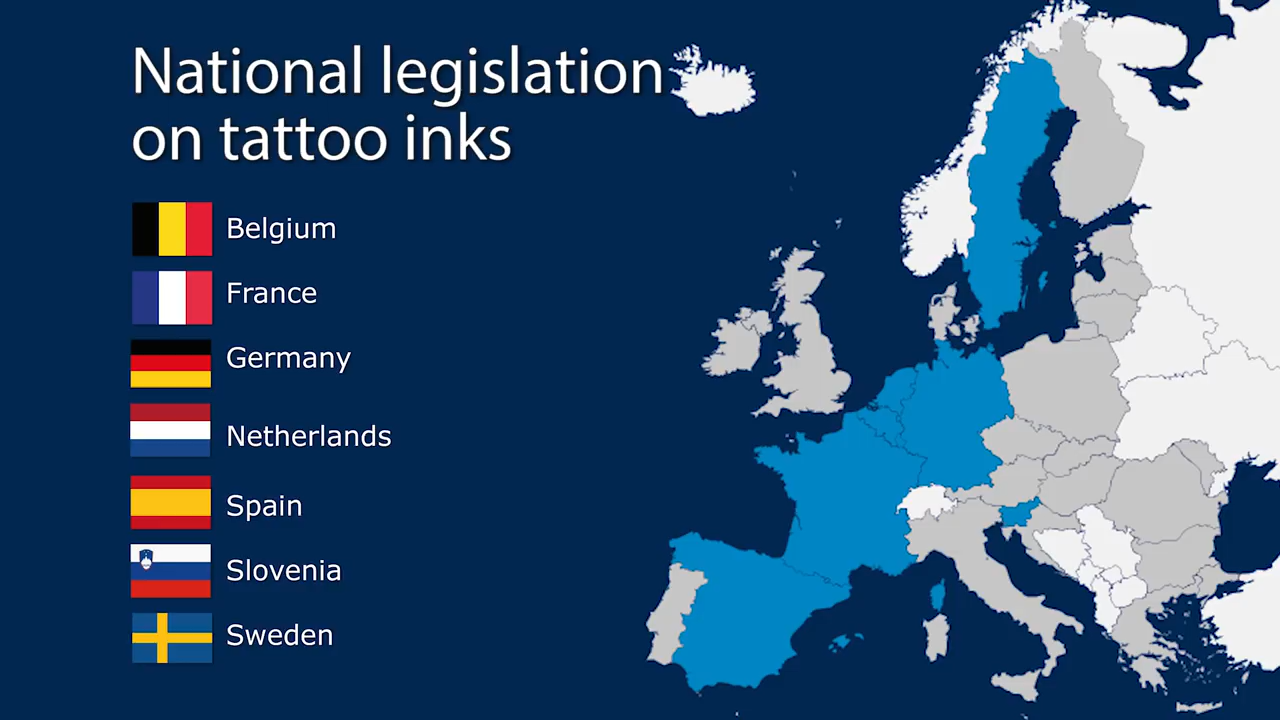 National legislation
on tattoo inks
Belgium
France
Germany
Netherlands
Spain
Slovenia
Sweden